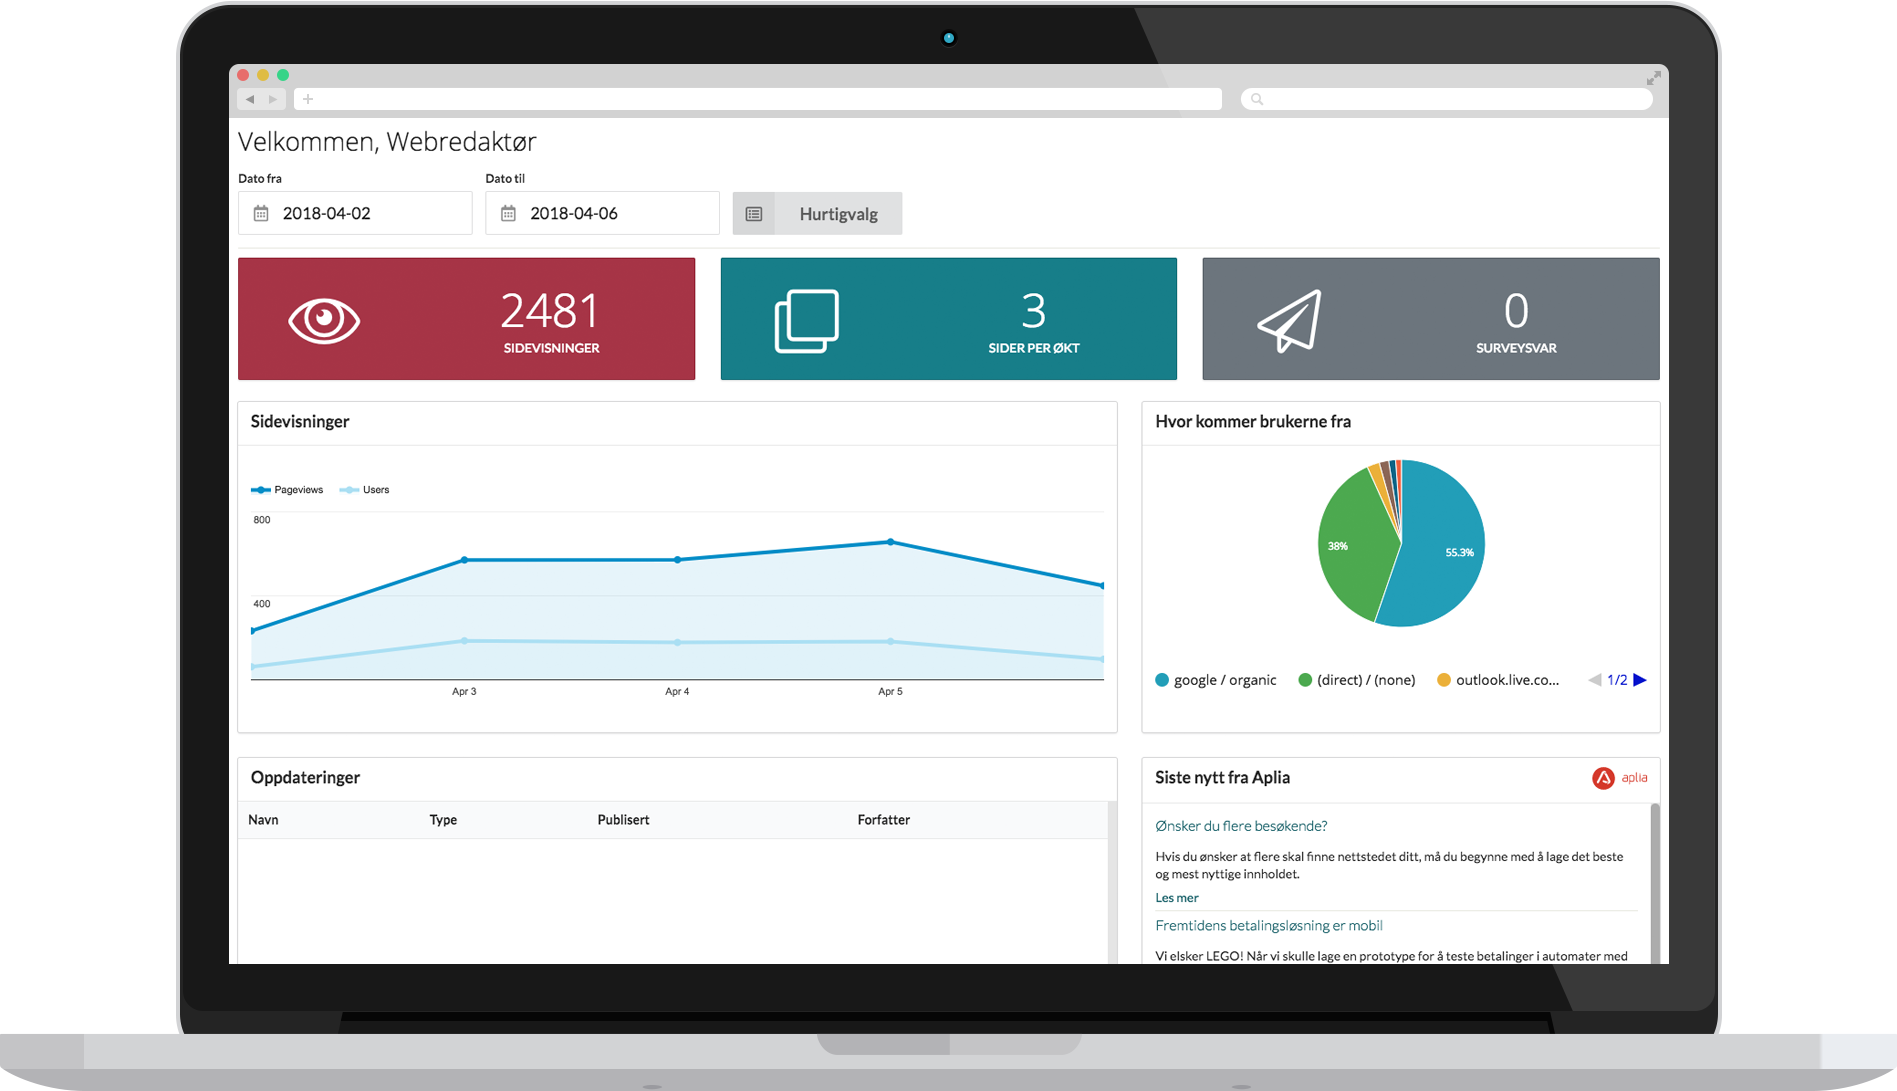 Velkommen, Webredaktør
Dato fra
Dato til
2018-04-02
2018-04-06
Hurtigvalg
2481
SIDEVISNINGER
3
SIDER PER ØKT
0
SURVEYSVAR
Sidevisninger
Pageviews
Users
800
400
Apr 3
Apr 4
Apr 5
Hvor kommer brukerne fra
38%
55.3%
google / organic
(direct) / (none)
outlook.live.co...
1/2
Oppdateringer
Navn
Type
Publisert
Forfatter
Siste nytt fra Aplia
aplia
Ønsker du flere besøkende?
Hvis du ønsker at flere skal finne nettstedet ditt, må du begynne med å lage det beste
og mest nyttige innholdet.
Les mer
Fremtidens betalingsløsning er mobil
Vi elsker LEGO! Når vi skulle lage en prototype for å teste betalinger i automater med